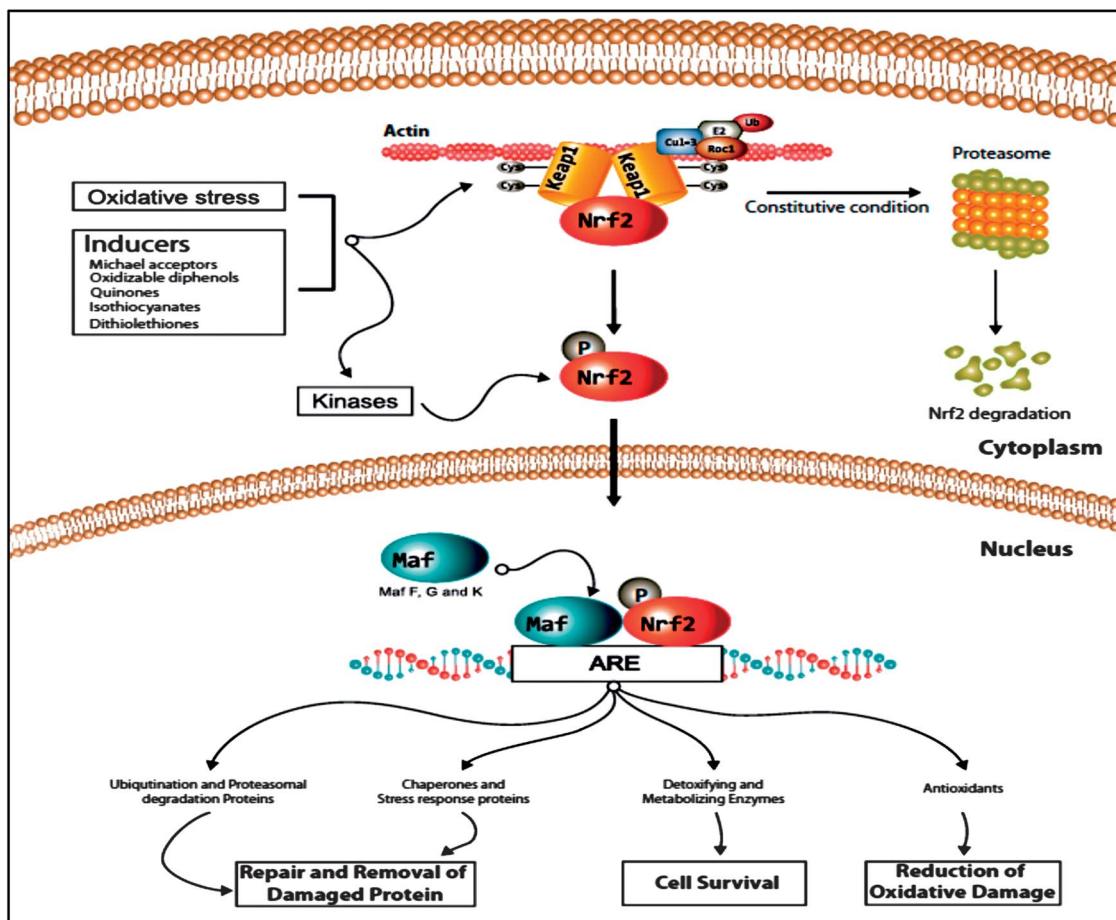 Actin
Cul-3
E2
Ub
Roc1
Keap1
Keap1
Cys
Cys
Cys
Cys
Nrf2
Proteasome
Constitutive condition
Oxidative stress
Inducers
Michael acceptors
Oxidizable diphenols
Quinones
Isothiocyanates
Dithiolethiones
P
Nrf2
Kinases
Nrf2 degradation
Cytoplasm
Nucleus
Maf
Maf F, G and K
Maf
P
Nrf2
ARE
Ubiqutination and Proteasomal
degradation Proteins
Chaperones and
Stress response proteins
Detoxifying and
Metabolizing Enzymes
Antioxidants
Repair and Removal of
Damaged Protein
Cell Survival
Reduction of
Oxidative Damage